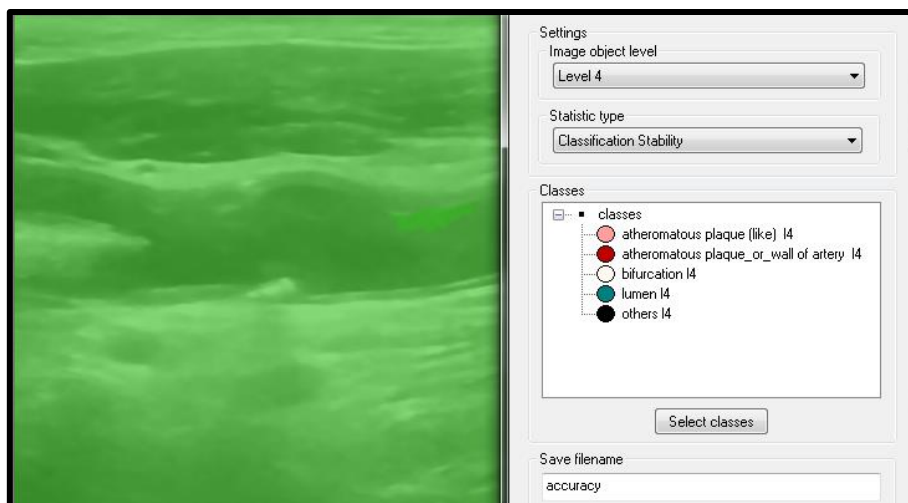 Settings
Image object level
Level 4
Statistic type
Classification Stability
Classes
classes
atheromatous plaque (like) l4
atheromatous plaque_or_wall of artery l4
bifurcation l4
lumen l4
others l4
Select classes
Save filename
accuracy